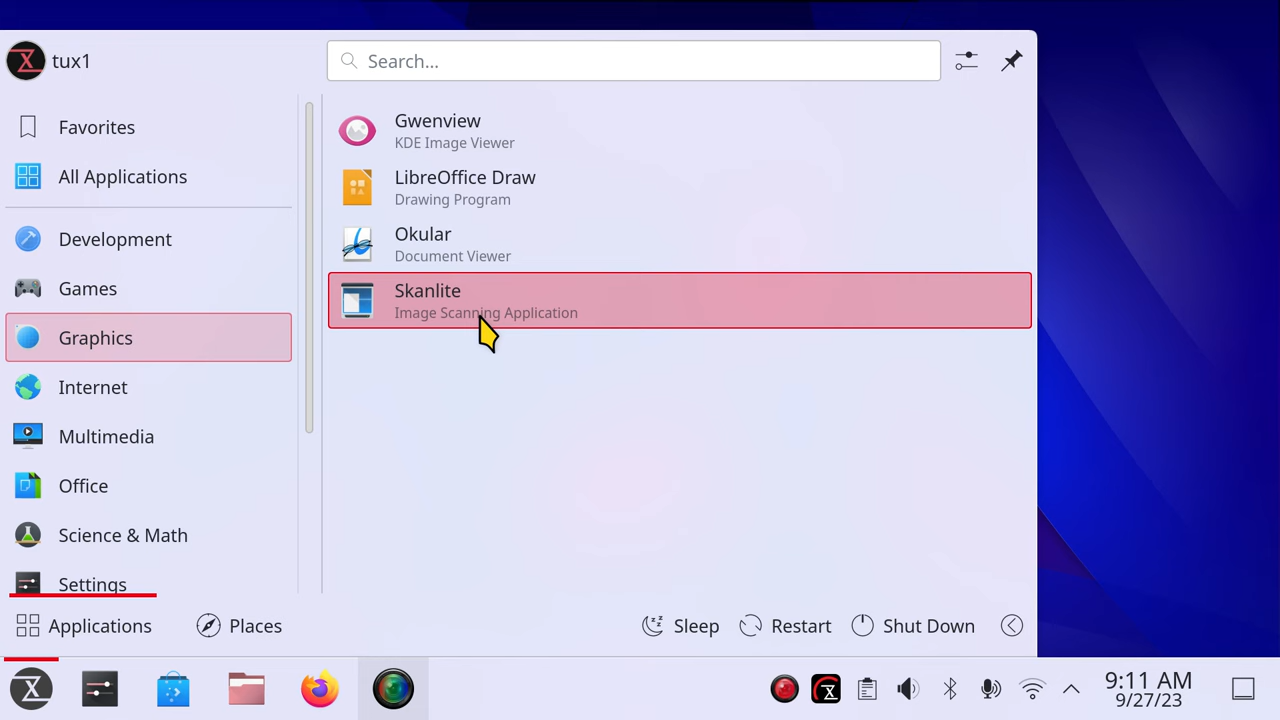 tux1
Search...
Favorites
All Applications
Development
Games
Graphics
Internet
Multimedia
Office
Science & Math
Settings
Gwenview
KDE Image Viewer
LibreOffice Draw
Drawing Program
Okular
Document Viewer
Skanlite
Image Scanning Application
Applications
Places
Sleep
Restart
Shut Down
9:11 AM
9/27/23